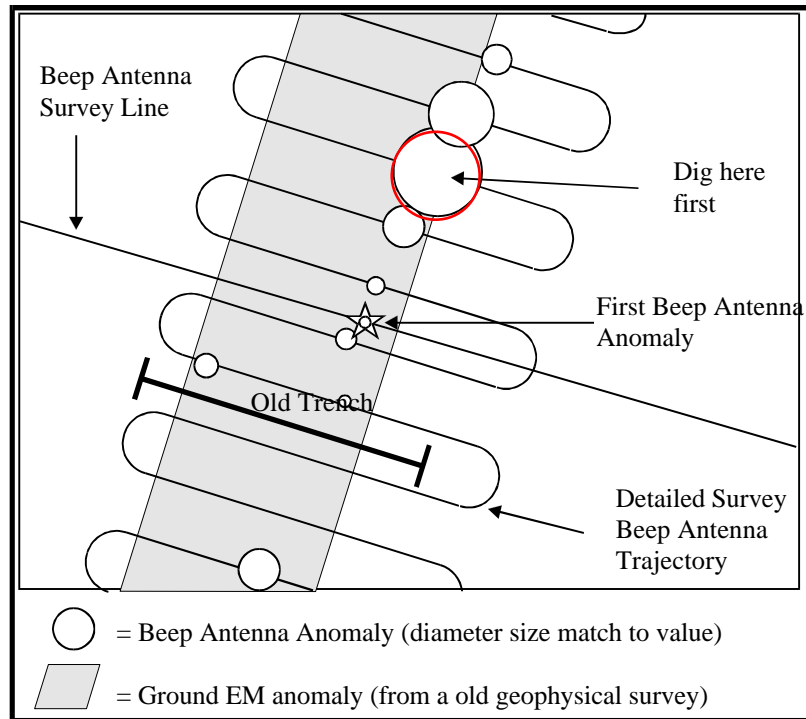 Beep Antenna
Survey Line
Dig here
first
First Beep Antenna
Anomaly
Old Trench
Detailed Survey
Beep Antenna
Trajectory
= Beep Antenna Anomaly (diameter size match to value)
= Ground EM anomaly (from a old geophysical survey)